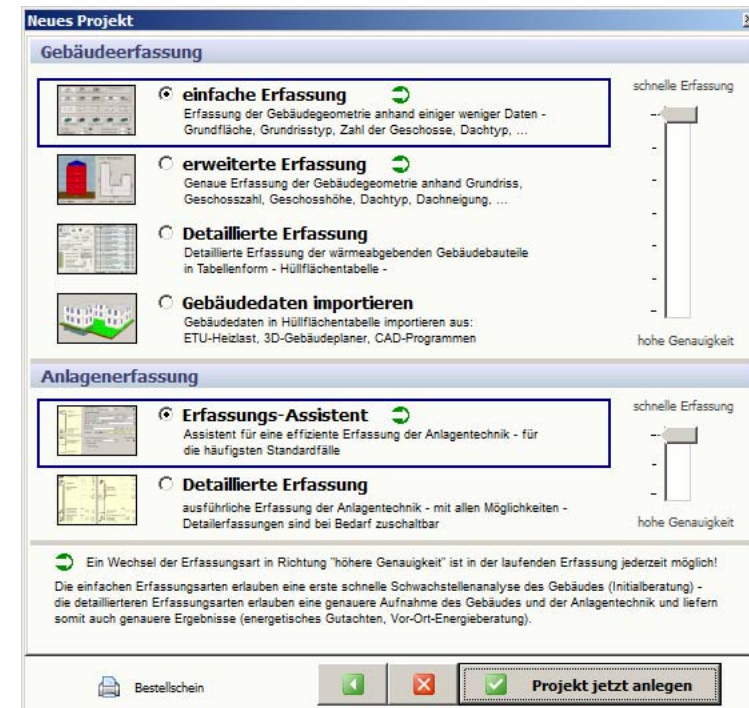 Neues Projekt
Gebäudeerfassung
einfache Erfassung
Erfassung der Gebäudegeometrie anhand einiger weniger Daten -
Grundfläche, Grundrisstyp, Zahl der Geschosse, Dachtyp, ...
schnelle Erfassung
erweiterte Erfassung
Genaue Erfassung der Gebäudegeometrie anhand Grundriss,
Geschosszahl, Geschosshöhe, Dachtyp, Dachneigung, ...
Detaillierte Erfassung
Detaillierte Erfassung der wärmeabgebenden Gebäudebauteile
in Tabellenform - Hüllflächentabelle -
Gebäudedaten importieren
Gebäudedaten in Hüllflächentabelle importieren aus:
ETU-Heizlast, 3D-Gebäudeplaner, CAD-Programmen
hohe Genauigkeit
Anlagenerfassung
Erfassungs-Assistent
Assistent für eine effiziente Erfassung der Anlagentechnik - für
die häufigsten Standardfälle
schnelle Erfassung
Detaillierte Erfassung
ausführliche Erfassung der Anlagentechnik - mit allen Möglichkeiten -
Detailerfassungen sind bei Bedarf zuschaltbar
hohe Genauigkeit
Ein Wechsel der Erfassungsart in Richtung "höhere Genauigkeit" ist in der laufenden Erfassung jederzeit möglich!
Die einfachen Erfassungsarten erlauben eine erste schnelle Schwachstellenanalyse des Gebäudes (Initialberatung) -
die detaillierteren Erfassungsarten erlauben eine genauere Aufnahme des Gebäudes und der Anlagentechnik und liefern
somit auch genauere Ergebnisse (energetisches Gutachten, Vor-Ort-Energieberatung).
Bestellschein
Projekt jetzt anlegen